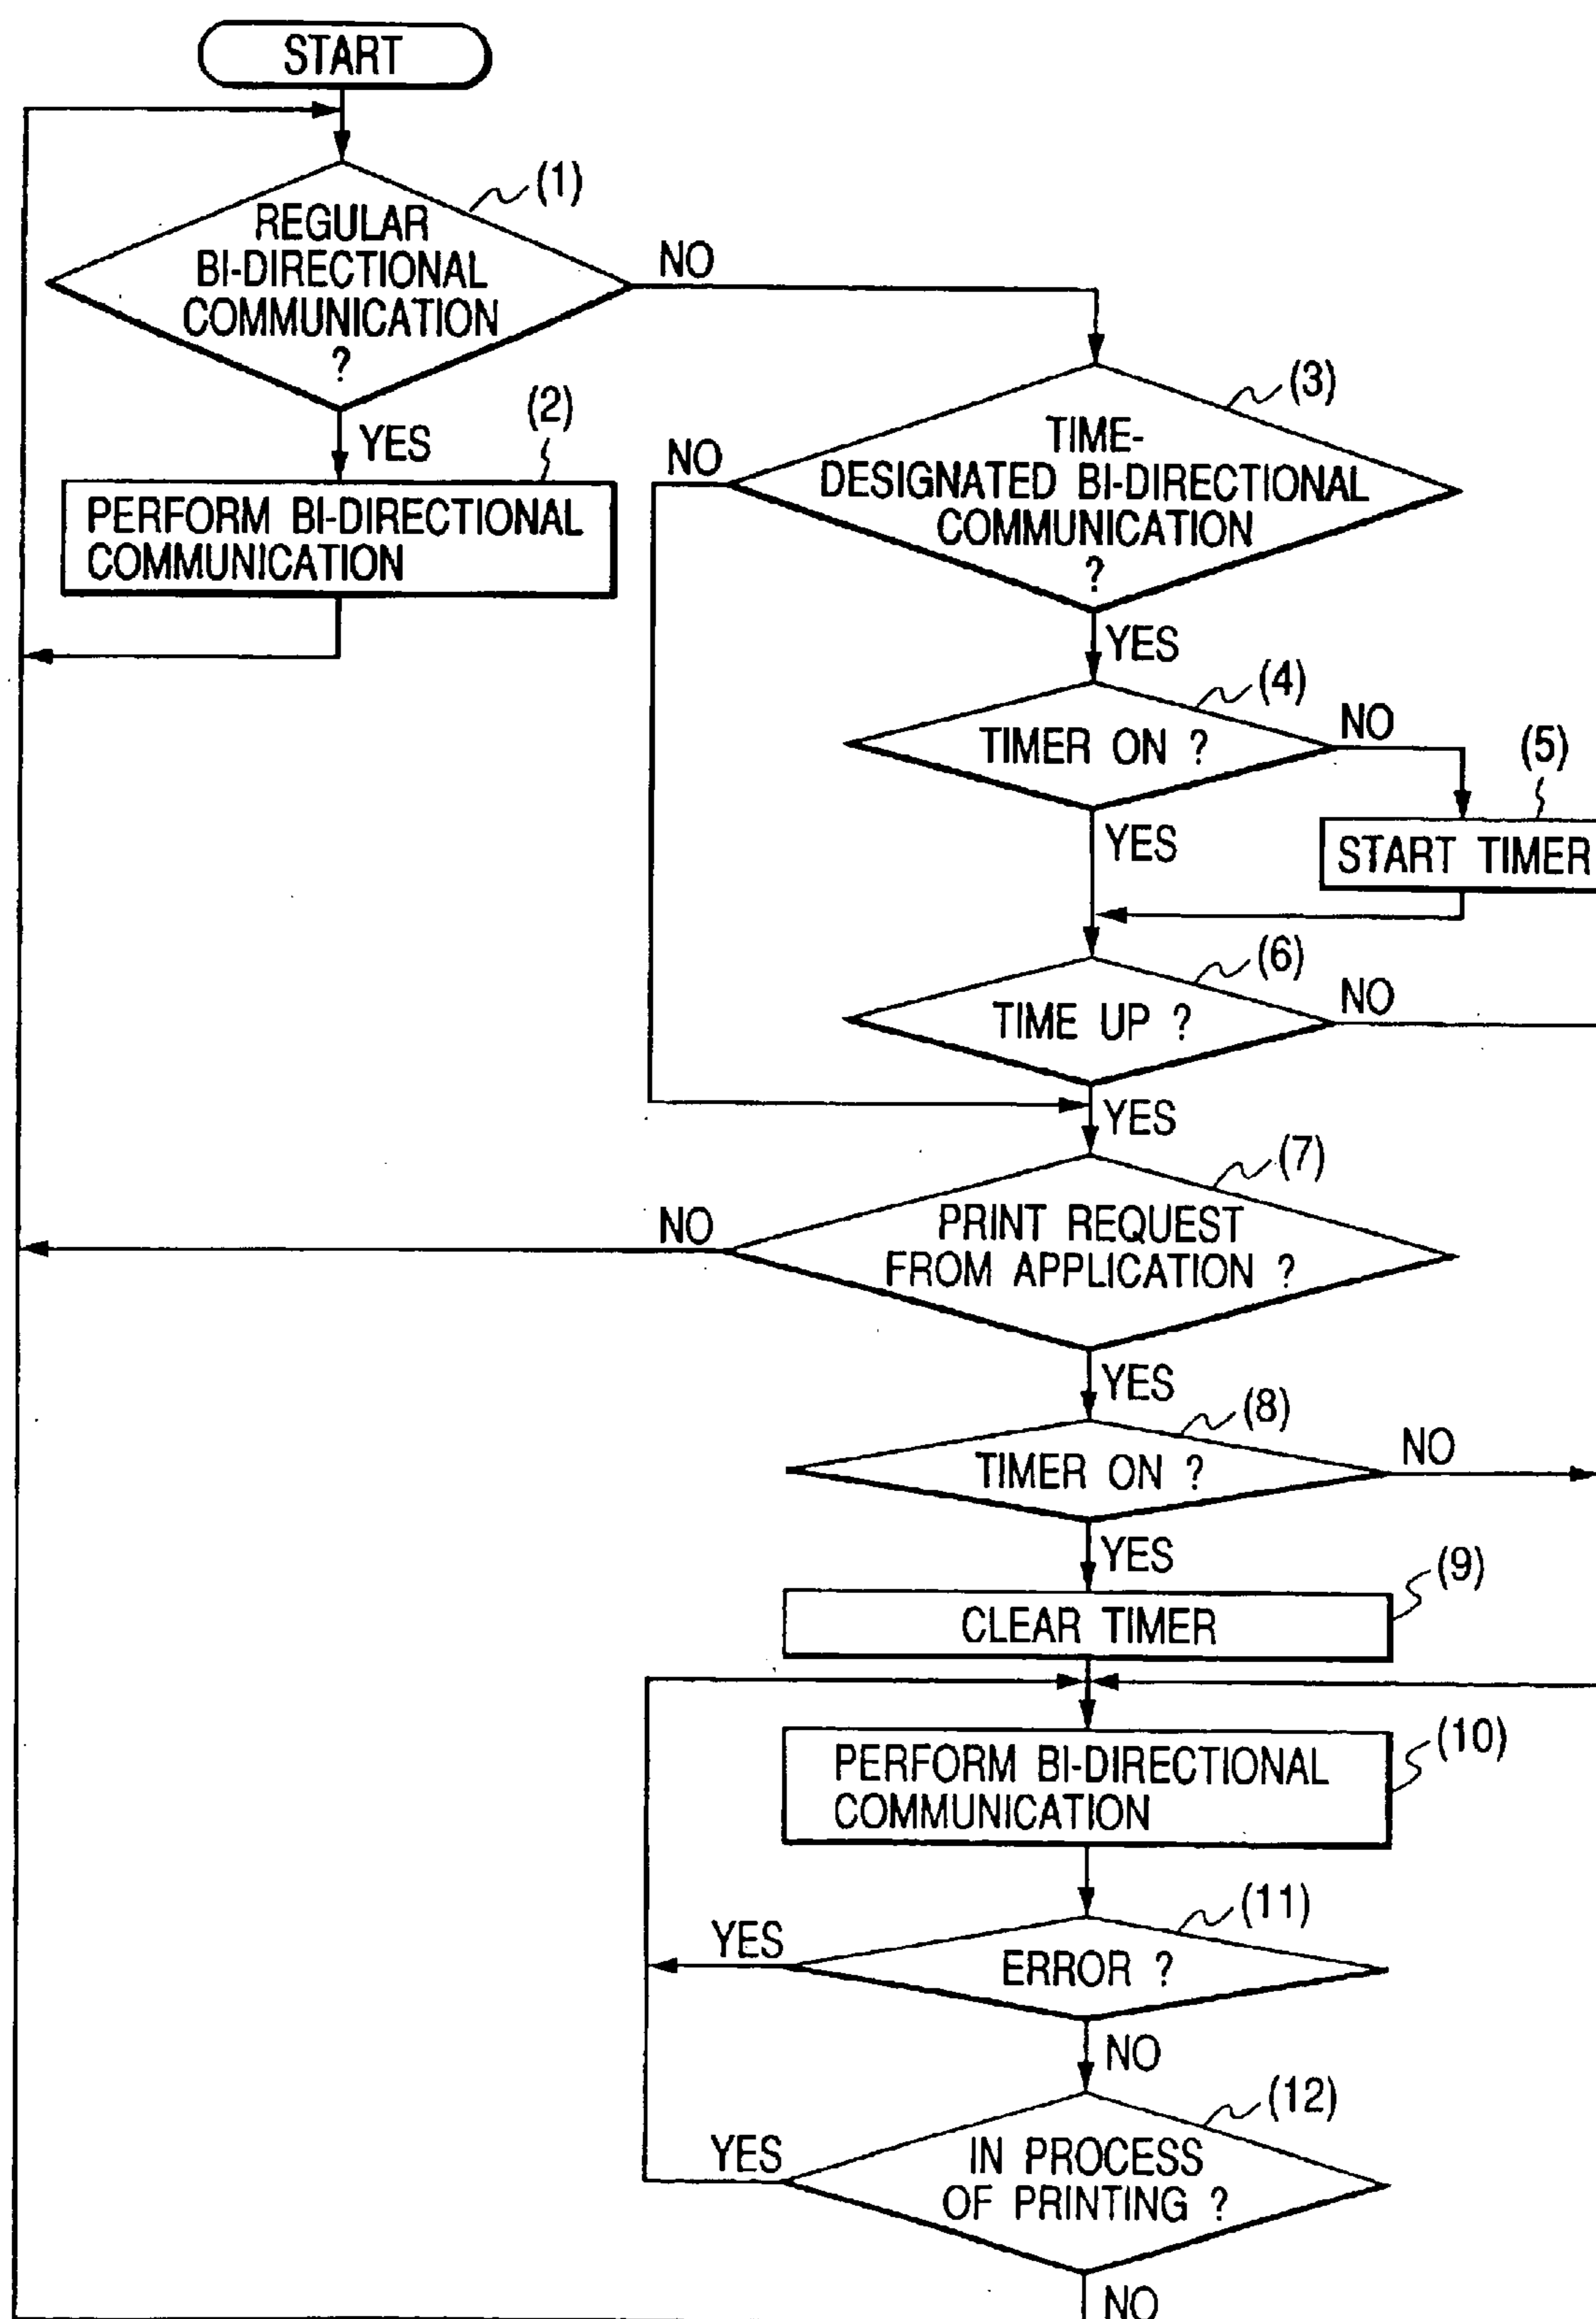 START
(1)
REGULAR
BI-DIRECTIONAL
COMMUNICATION
?
NO
YES
(2)
PERFORM BI-DIRECTIONAL
COMMUNICATION
(3)
TIME-
DESIGNATED BI-DIRECTIONAL
COMMUNICATION
?
NO
YES
(4)
TIMER ON ?
NO
(5)
START TIMER
YES
(6)
TIME UP ?
NO
YES
(7)
PRINT REQUEST
FROM APPLICATION ?
NO
YES
(8)
TIMER ON ?
NO
YES
(9)
CLEAR TIMER
(10)
PERFORM BI-DIRECTIONAL
COMMUNICATION
(11)
ERROR ?
YES
NO
(12)
IN PROCESS
OF PRINTING ?
YES
NO